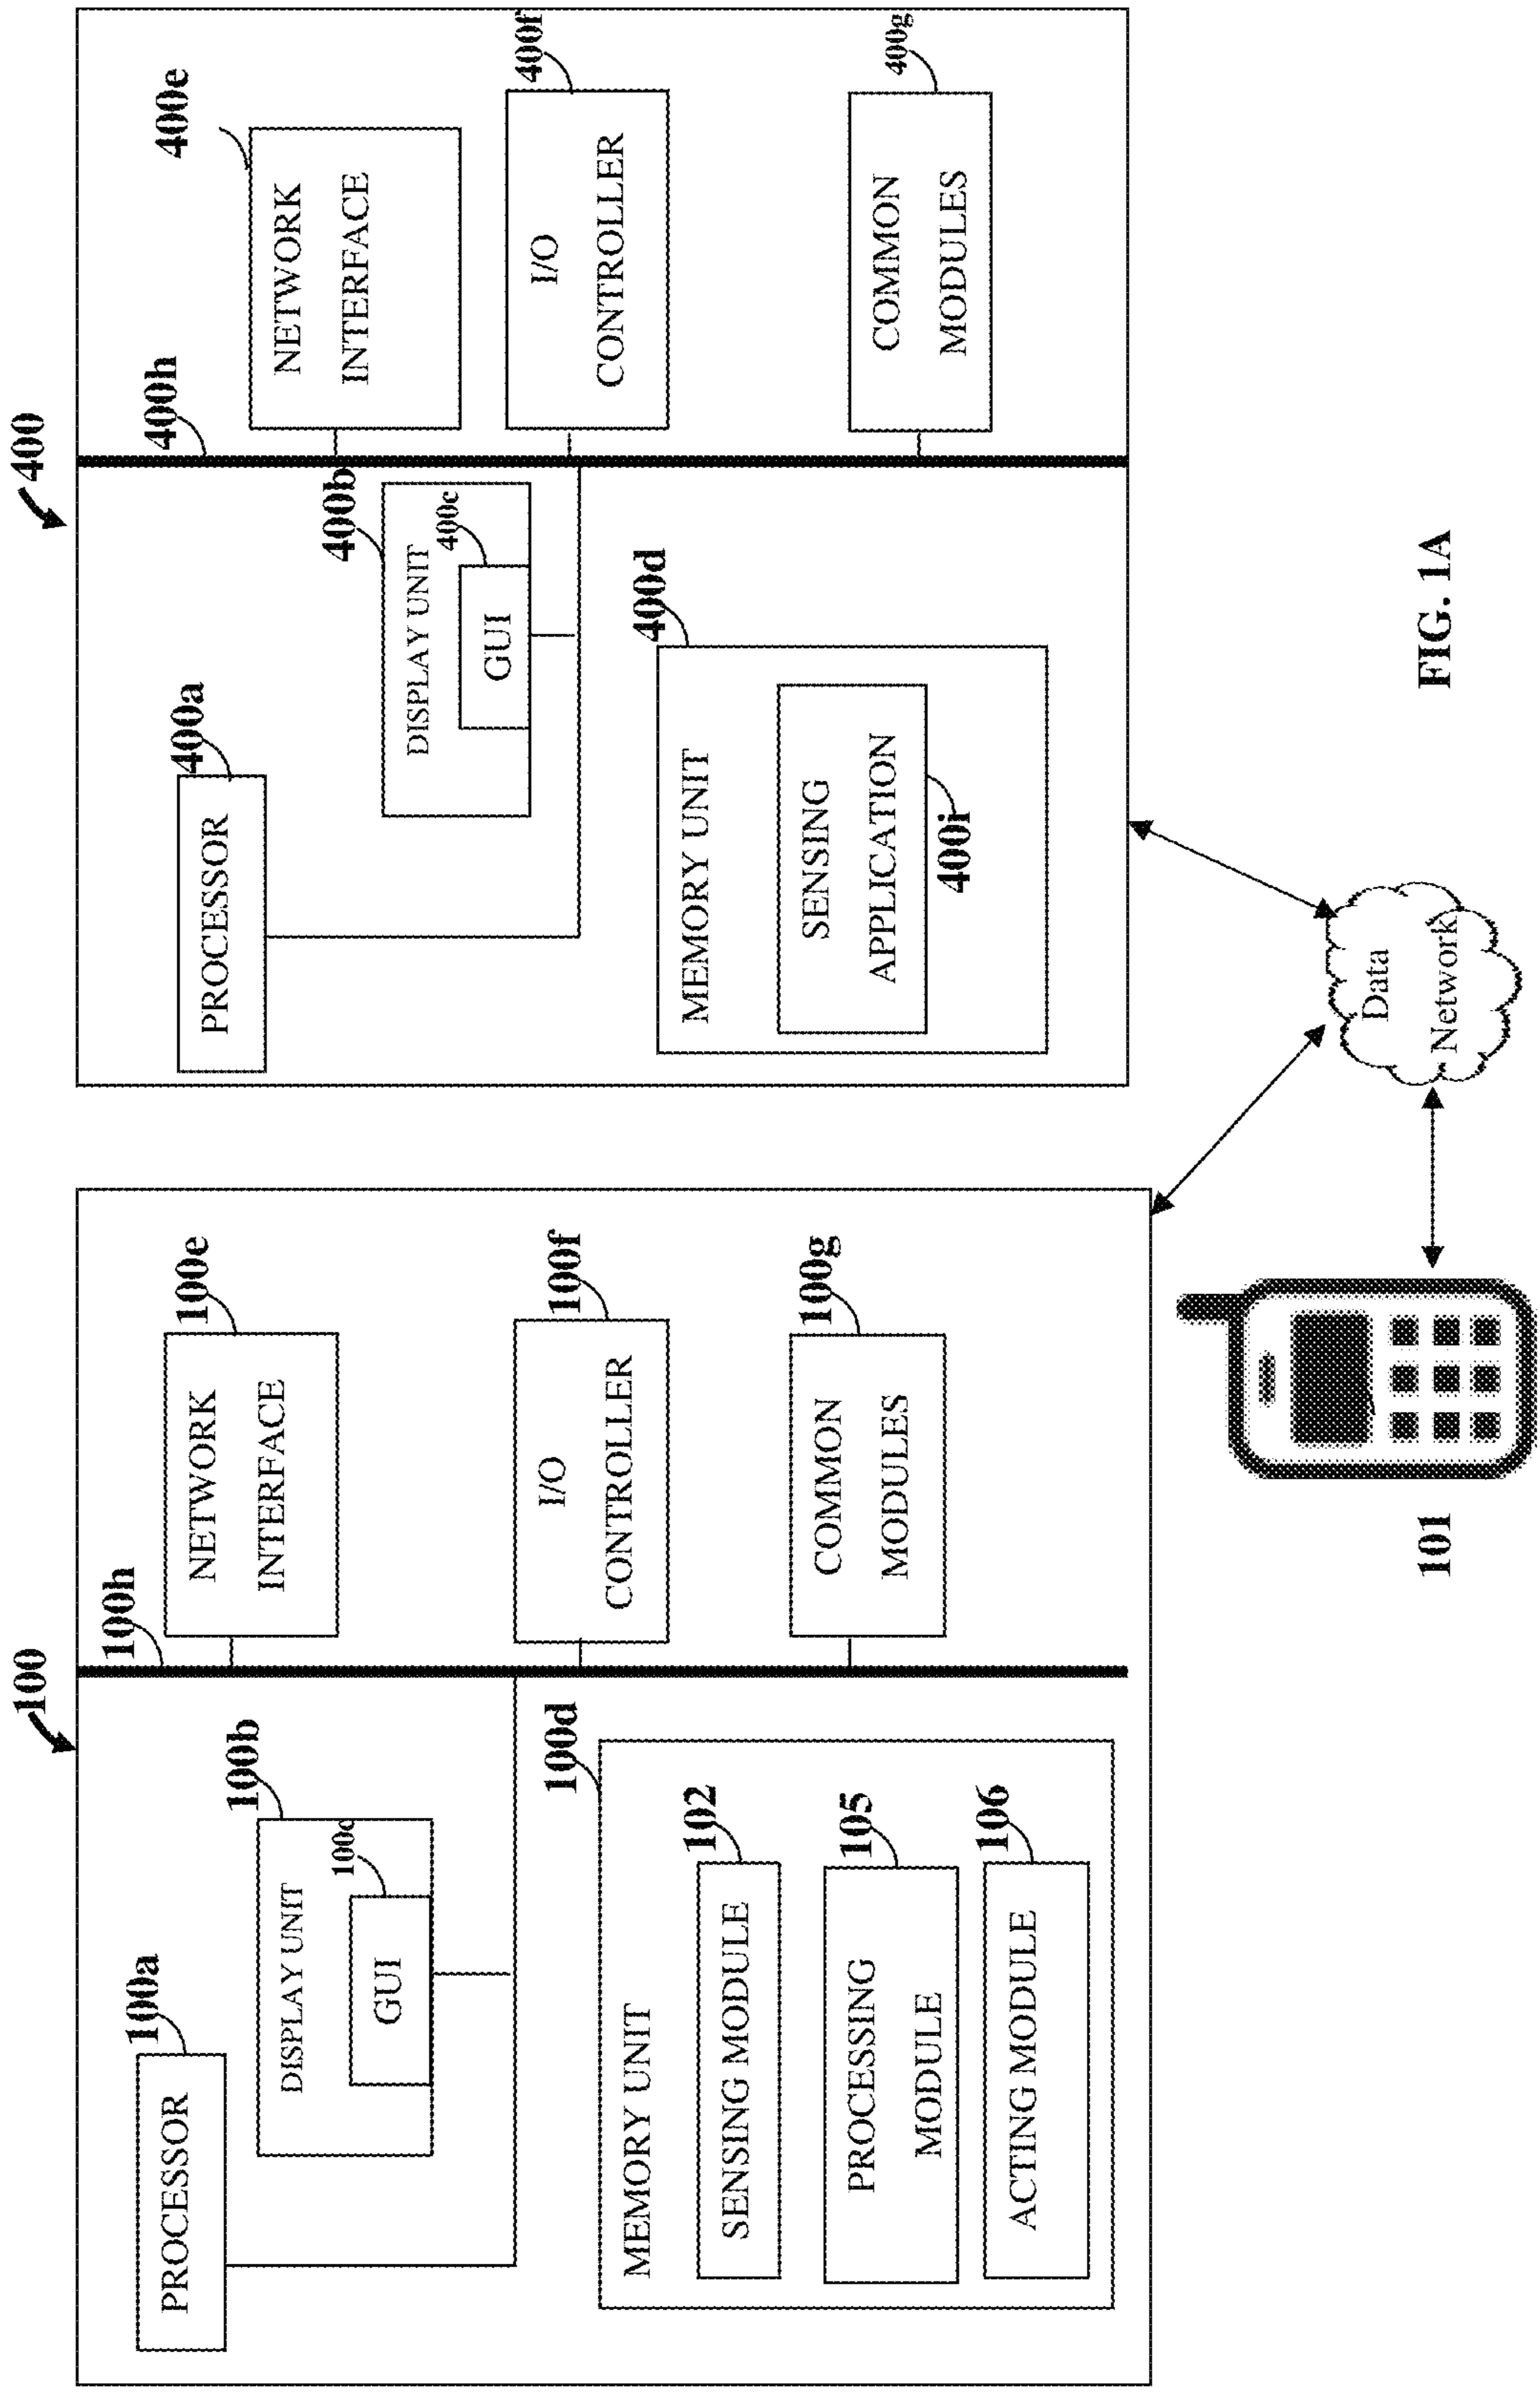 100
100h
100a
PROCESSOR
100b
DISPLAY UNIT
100c
GUI
100e
NETWORK
INTERFACE
100f
I/O
CONTROLLER
100g
COMMON
MODULES
100d
MEMORY UNIT
102
SENSING MODULE
105
PROCESSING
MODULE
106
ACTING MODULE
400
400h
400a
PROCESSOR
400b
DISPLAY UNIT
400c
GUI
400e
NETWORK
INTERFACE
400f
I/O
CONTROLLER
400g
COMMON
MODULES
400d
MEMORY UNIT
SENSING
APPLICATION
400i
101
Data
Network
FIG. 1A